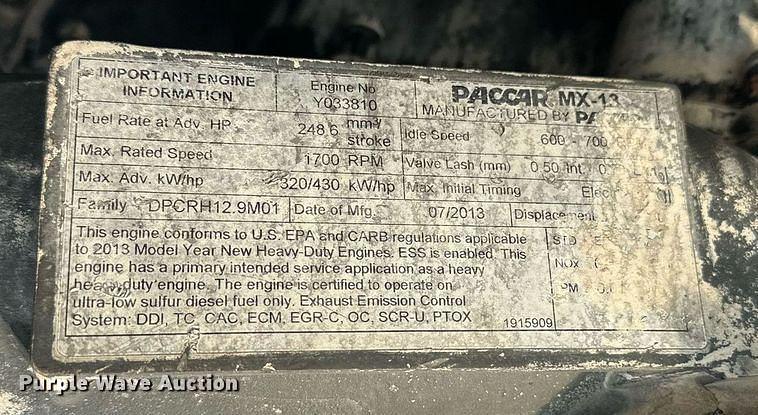 IMPORTANT ENGINE INFORMATION
Engine No
Y033810
PACCAR MX-13
MANUFACTURED BY
Fuel Rate at Adv. HP 248.6 mm³/stroke
Idle Speed 600 - 700
Max. Rated Speed 1700 RPM
Valve Lash (mm) 0.50 Int.
Max. Adv. kW/hp 320/430 kW/hp
Max. Initial Timing
Family DPCRH12.9M01 Date of Mfg. 07/2013
This engine conforms to U.S. EPA and CARB regulations applicable
to 2013 Model Year New Heavy-Duty Engines. ESS is enabled. This
engine has a primary intended service application as a heavy
heavy duty engine. The engine is certified to operate on
ultra-low sulfur diesel fuel only. Exhaust Emission Control
System: DDI, TC, CAC, ECM, EGR-C, OC, SCR-U, PTOX
STD
NOx
PM
1915909
Purple Wave Auction